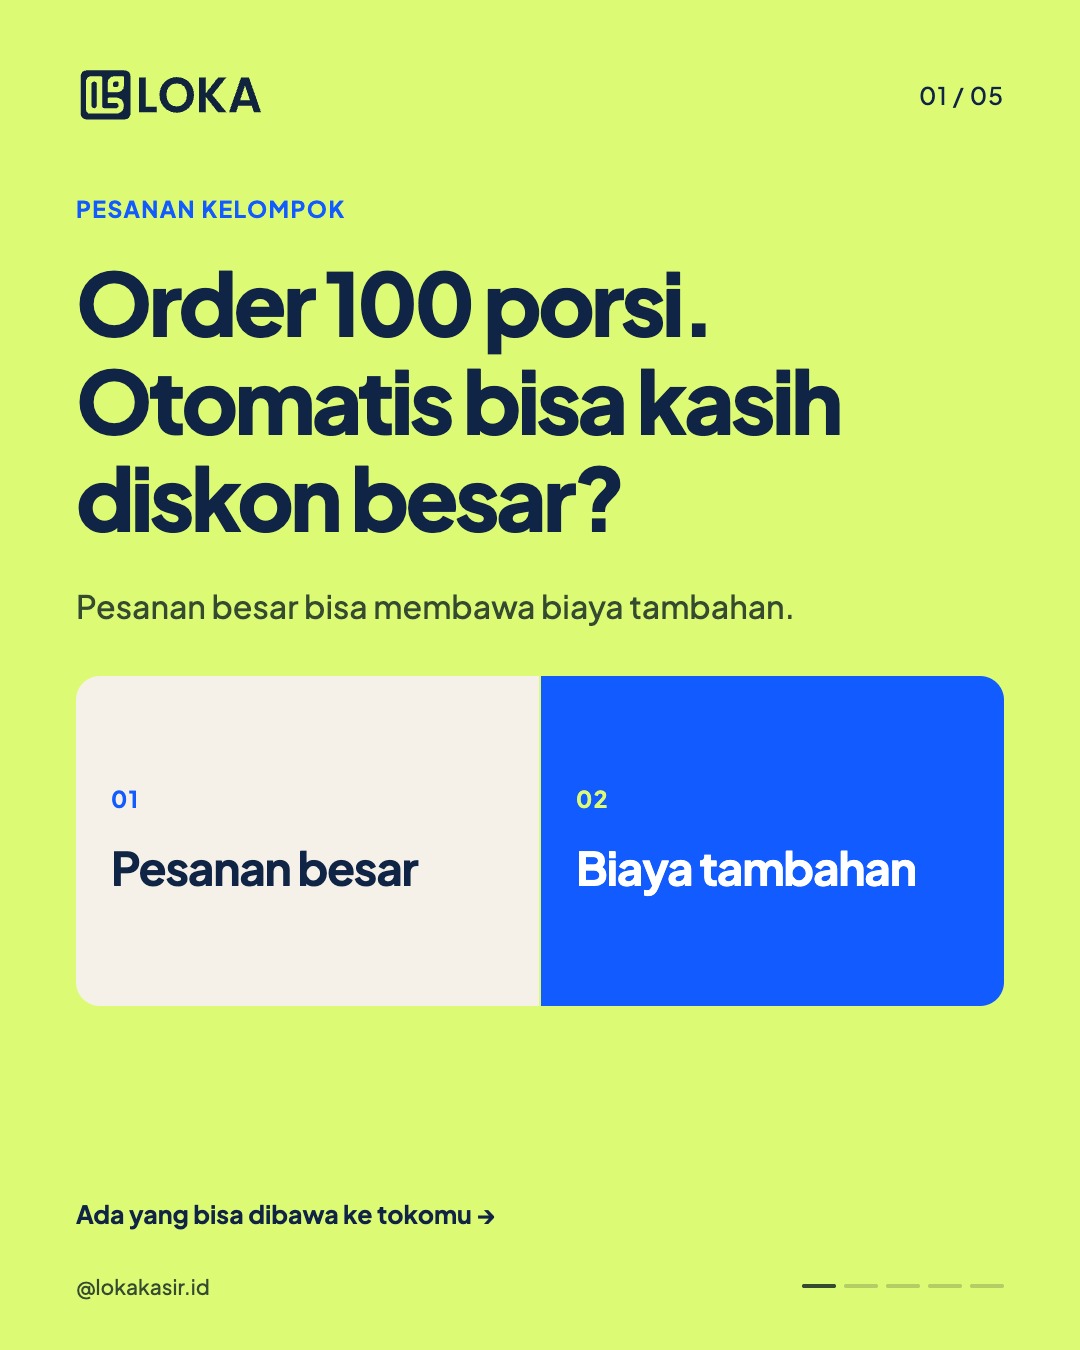 LOKA
01 / 05
PESANAN KELOMPOK
Order 100 porsi.
Otomatis bisa kasih
diskon besar?
Pesanan besar bisa membawa biaya tambahan.
01
Pesanan besar
02
Biaya tambahan
Ada yang bisa dibawa ke tokomu →
@lokakasir.id